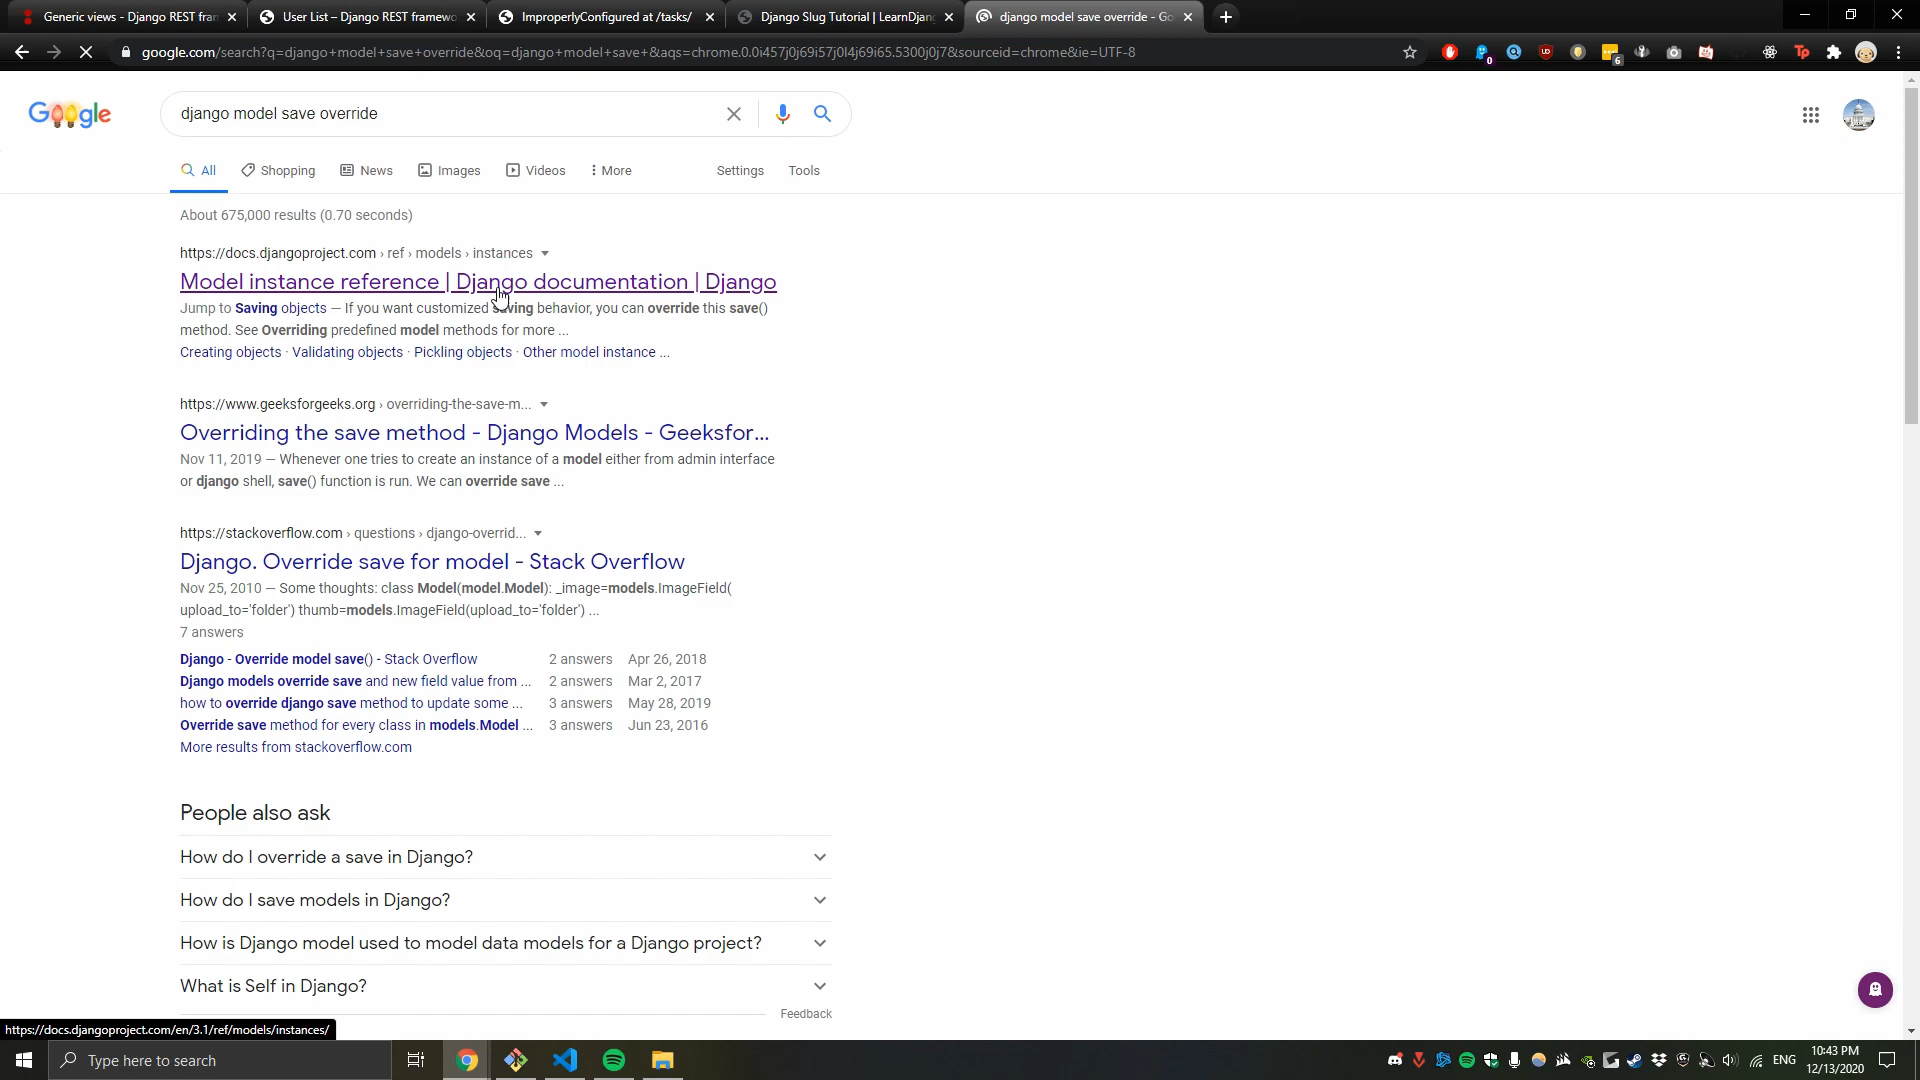 Generic views - Django REST fran
User List – Django REST framewo
ImproperlyConfigured at /tasks/
Django Slug Tutorial | LearnDjan
django model save override - Go
google.com/search?q=django+model+save+override&oq=django+model+save+&aqs=chrome.0.0i457j0j69i57j0l4j69i65.5300j0j7&sourceid=chrome&ie=UTF-8
Google
django model save override
All
Shopping
News
Images
Videos
More
Settings
Tools
About 675,000 results (0.70 seconds)
https://docs.djangoproject.com › ref › models › instances
Model instance reference | Django documentation | Django
Jump to Saving objects — If you want customized saving behavior, you can override this save()
method. See Overriding predefined model methods for more ...
Creating objects · Validating objects · Pickling objects · Other model instance ...
https://www.geeksforgeeks.org › overriding-the-save-m...
Overriding the save method - Django Models - Geeksfor...
Nov 11, 2019 — Whenever one tries to create an instance of a model either from admin interface
or django shell, save() function is run. We can override save ...
https://stackoverflow.com › questions › django-overrid...
Django. Override save for model - Stack Overflow
Nov 25, 2010 — Some thoughts: class Model(model.Model): _image=models.ImageField(
upload_to='folder') thumb=models.ImageField(upload_to='folder') ...
7 answers
Django - Override model save() - Stack Overflow 2 answers Apr 26, 2018
Django models override save and new field value from ... 2 answers Mar 2, 2017
how to override django save method to update some ... 3 answers May 28, 2019
Override save method for every class in models.Model ... 3 answers Jun 23, 2016
More results from stackoverflow.com
People also ask
How do I override a save in Django?
How do I save models in Django?
How is Django model used to model data models for a Django project?
What is Self in Django?
Feedback
https://docs.djangoproject.com/en/3.1/ref/models/instances/
Type here to search
ENG
10:43 PM
12/13/2020